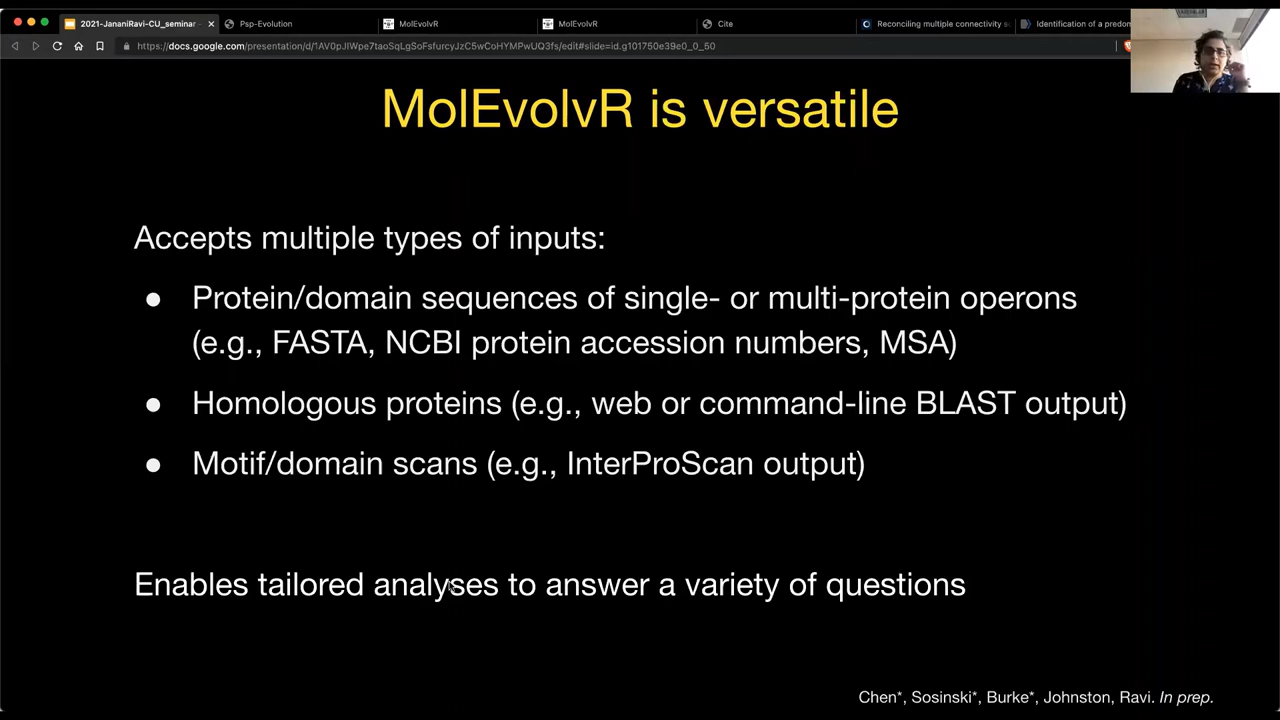 2021-JananiRavi-CU_seminar
Psp-Evolution
MolEvolvR
MolEvolvR
Cite
Reconciling multiple connectivity s
Identification of a predom
https://docs.google.com/presentation/d/1AV0pJIWpe7taoSqLgSoFsfurcyJzC5wCoHYMPwUQ3fs/edit#slide=id.g101750e39e0_0_50
MolEvolvR is versatile
Accepts multiple types of inputs:
● Protein/domain sequences of single- or multi-protein operons
(e.g., FASTA, NCBI protein accession numbers, MSA)
● Homologous proteins (e.g., web or command-line BLAST output)
● Motif/domain scans (e.g., InterProScan output)
Enables tailored analyses to answer a variety of questions
Chen*, Sosinski*, Burke*, Johnston, Ravi. In prep.